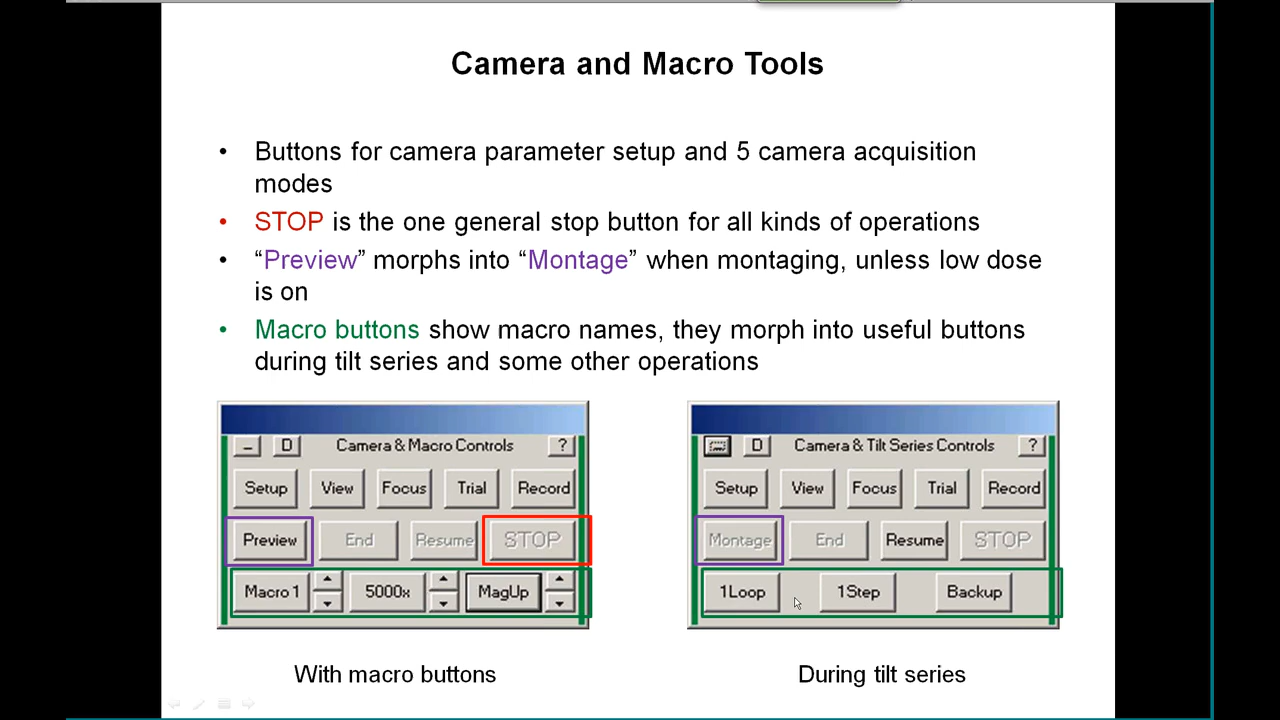 Camera and Macro Tools
• Buttons for camera parameter setup and 5 camera acquisition
modes
• STOP is the one general stop button for all kinds of operations
• “Preview” morphs into “Montage” when montaging, unless low dose
is on
• Macro buttons show macro names, they morph into useful buttons
during tilt series and some other operations
D Camera & Macro Controls ?
Setup View Focus Trial Record
Preview End Resume STOP
Macro 1 5000x MagUp
With macro buttons
D Camera & Tilt Series Controls ?
Setup View Focus Trial Record
Montage End Resume STOP
1Loop 1Step Backup
During tilt series